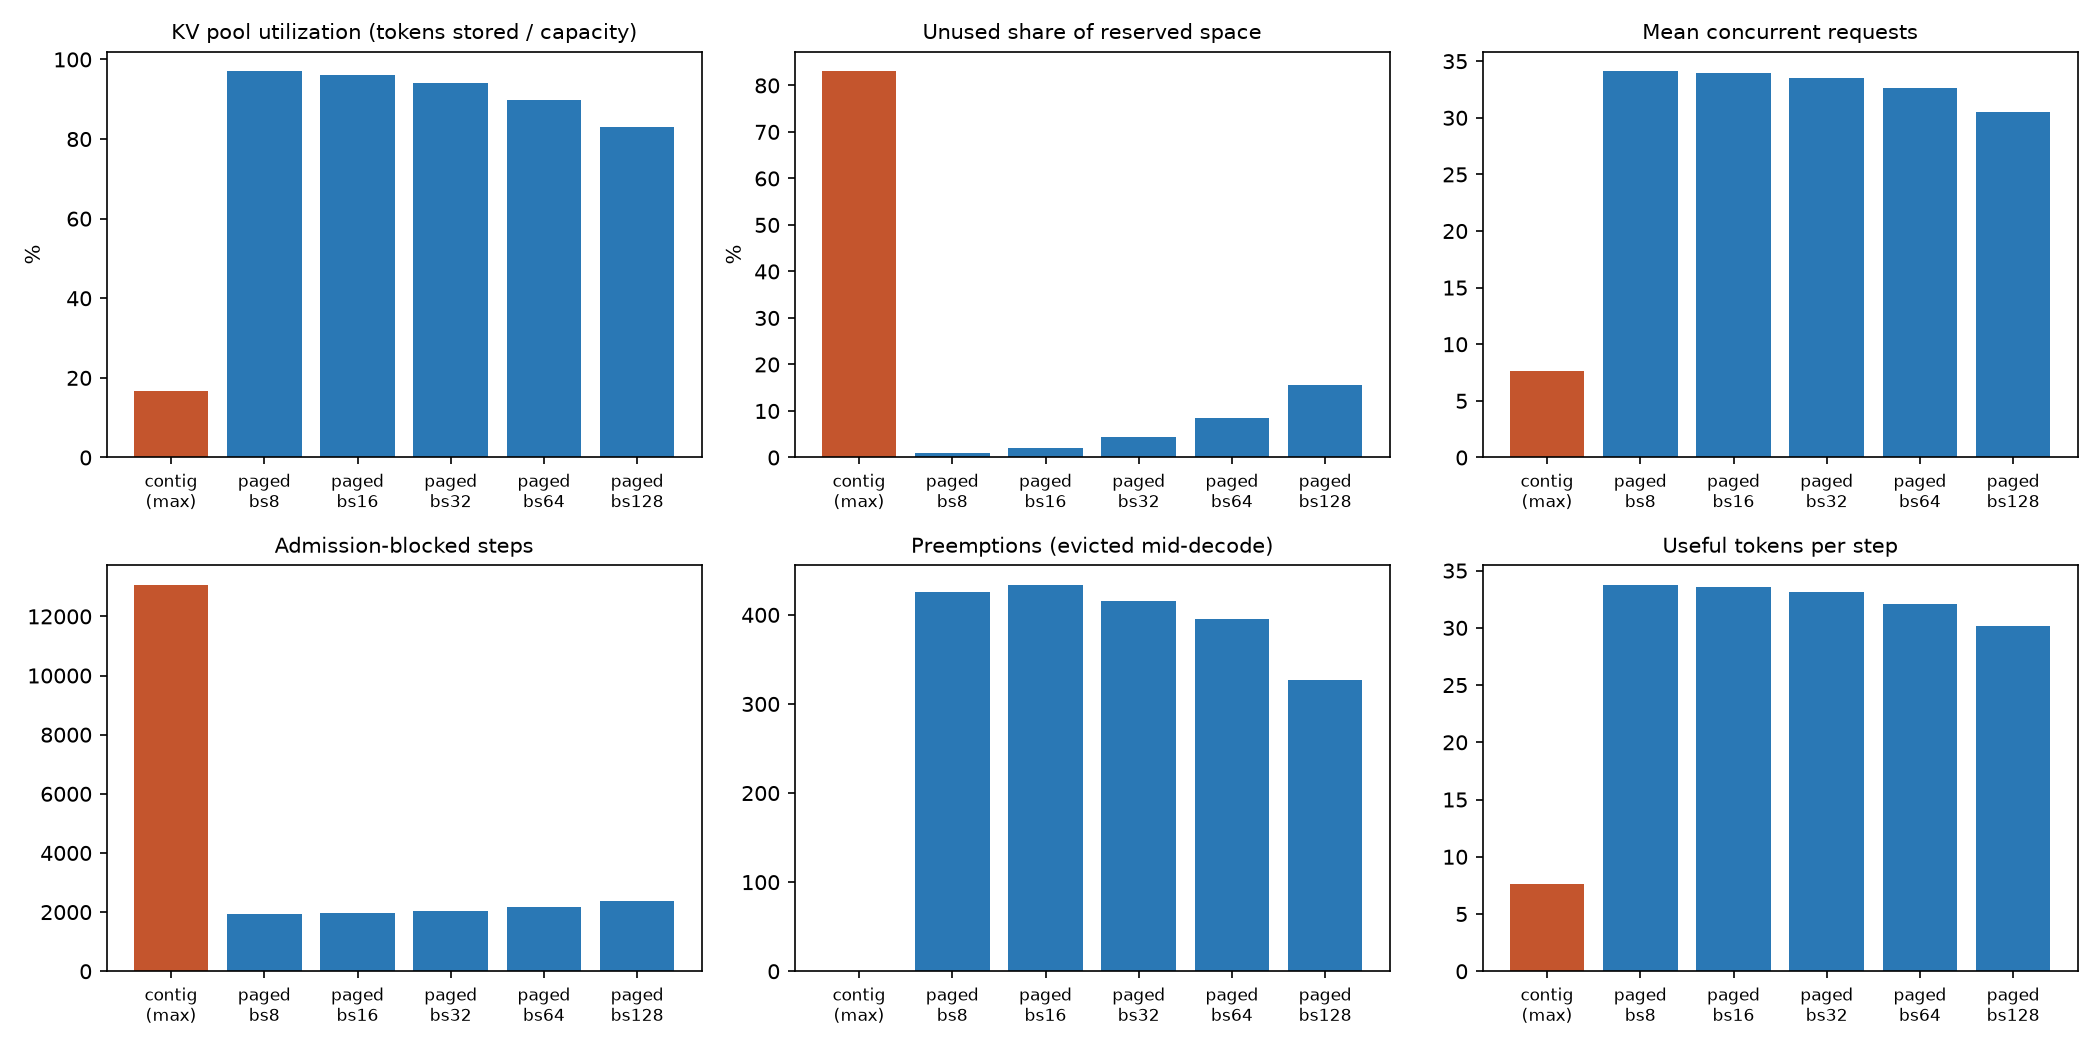 KV pool utilization (tokens stored / capacity)
%
100
80
60
40
20
0
contig
(max)
paged
bs8
paged
bs16
paged
bs32
paged
bs64
paged
bs128
Unused share of reserved space
%
80
70
60
50
40
30
20
10
0
contig
(max)
paged
bs8
paged
bs16
paged
bs32
paged
bs64
paged
bs128
Mean concurrent requests
35
30
25
20
15
10
5
0
contig
(max)
paged
bs8
paged
bs16
paged
bs32
paged
bs64
paged
bs128
Admission-blocked steps
12000
10000
8000
6000
4000
2000
0
contig
(max)
paged
bs8
paged
bs16
paged
bs32
paged
bs64
paged
bs128
Preemptions (evicted mid-decode)
400
300
200
100
0
contig
(max)
paged
bs8
paged
bs16
paged
bs32
paged
bs64
paged
bs128
Useful tokens per step
35
30
25
20
15
10
5
0
contig
(max)
paged
bs8
paged
bs16
paged
bs32
paged
bs64
paged
bs128